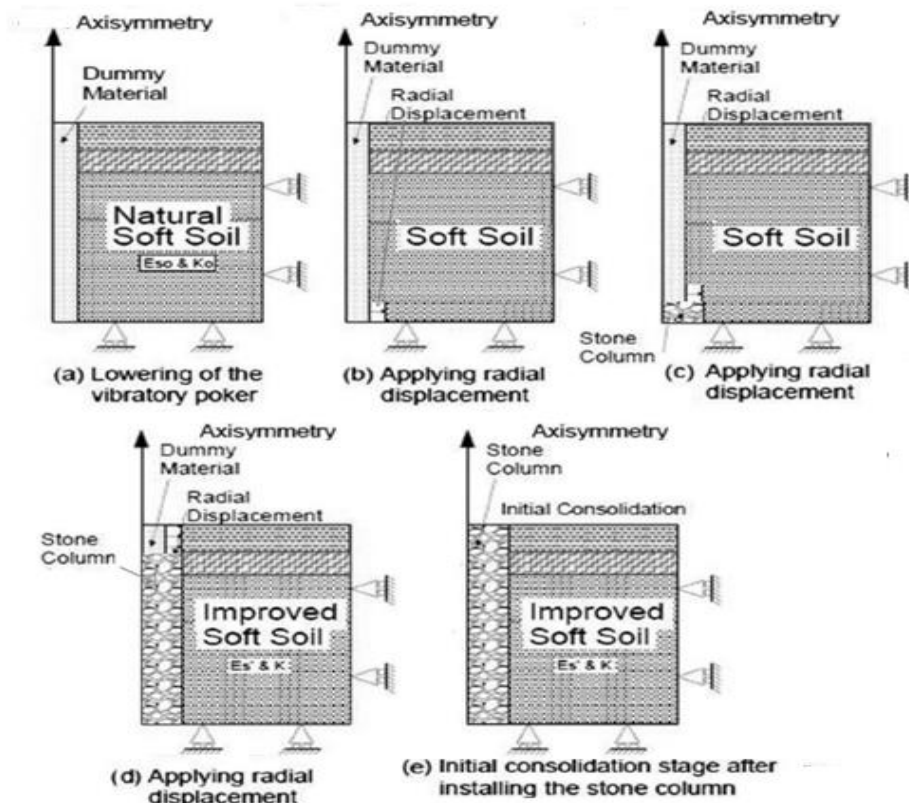 Axisymmetry
Dummy
Material
Natural
Soft Soil
Eso & Ko
(a) Lowering of the
vibratory poker
Axisymmetry
Dummy
Material
Radial
Displacement
Soft Soil
(b) Applying radial
displacement
Axisymmetry
Dummy
Material
Radial
Displacement
Soft Soil
Stone
Column
(c) Applying radial
displacement
Axisymmetry
Dummy
Material
Radial
Displacement
Stone
Column
Improved
Soft Soil
Es' & K
(d) Applying radial
displacement
Axisymmetry
Stone
Column
Initial Consolidation
Improved
Soft Soil
Es' & K
(e) Initial consolidation stage after
installing the stone column